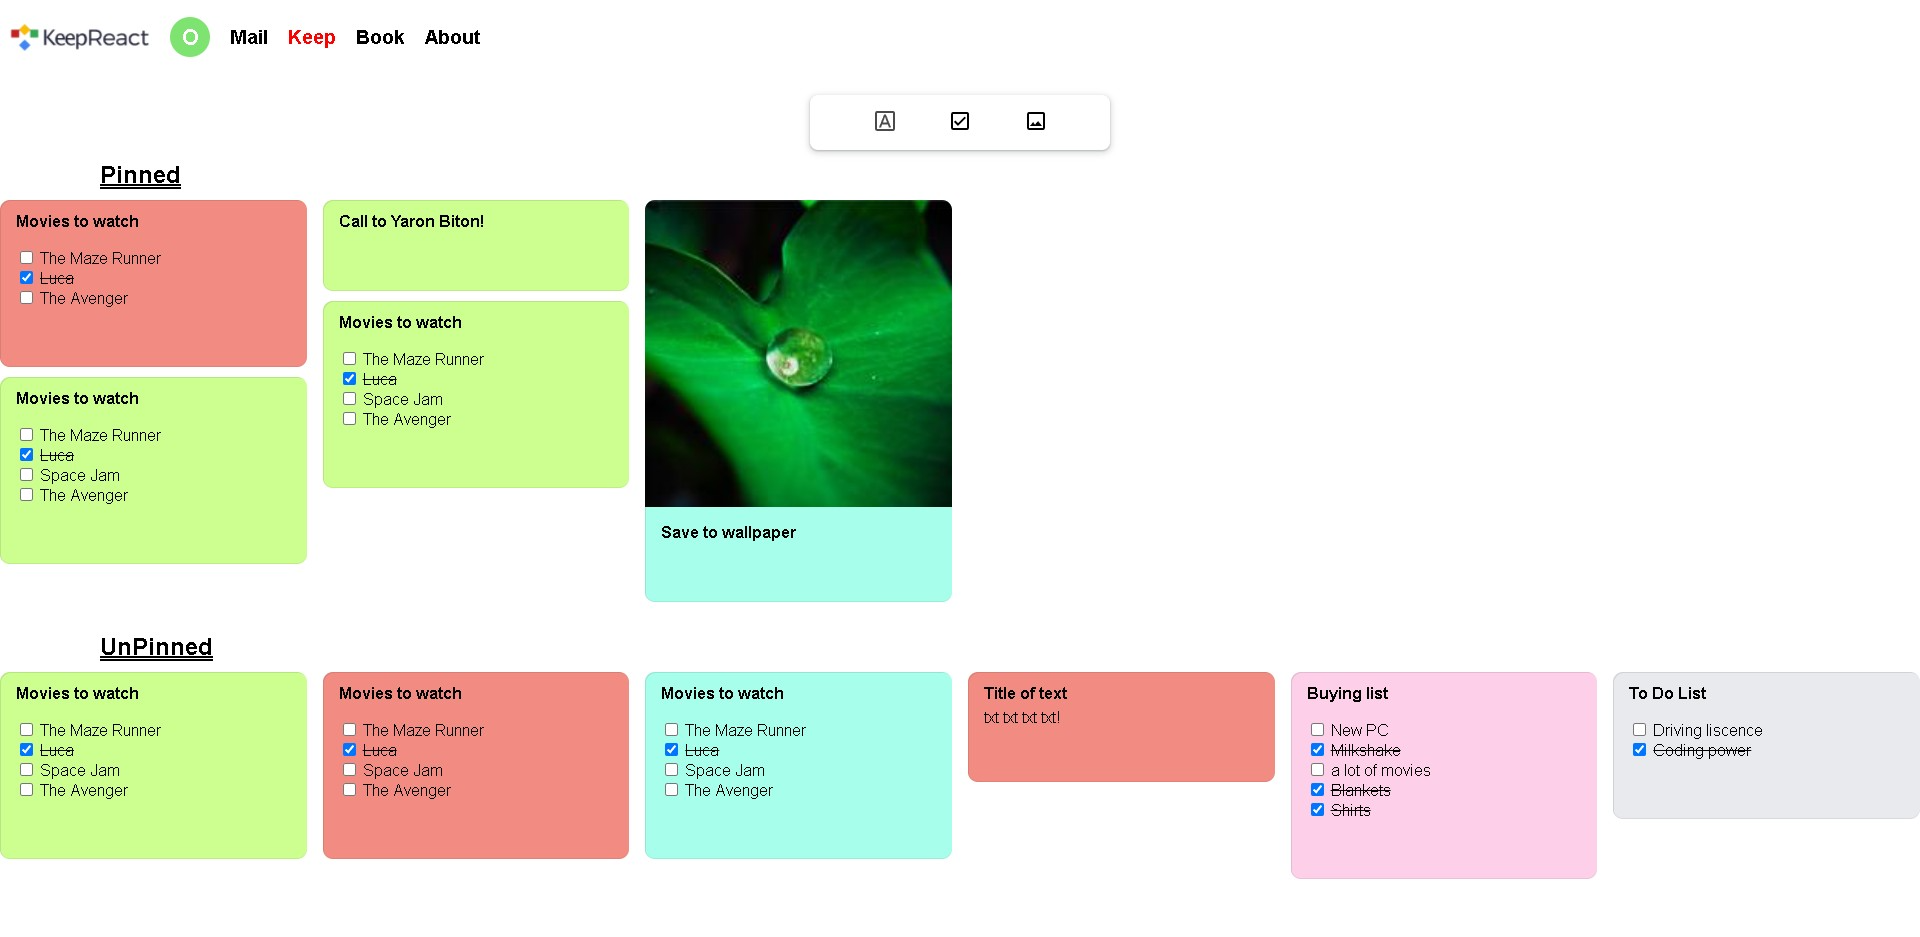 KeepReact
O
Mail Keep Book About
A
Pinned
Movies to watch
The Maze Runner
Luca
The Avenger
Movies to watch
The Maze Runner
Luca
Space Jam
The Avenger
Call to Yaron Biton!
Movies to watch
The Maze Runner
Luca
Space Jam
The Avenger
Save to wallpaper
UnPinned
Movies to watch
The Maze Runner
Luca
Space Jam
The Avenger
Movies to watch
The Maze Runner
Luca
Space Jam
The Avenger
Movies to watch
The Maze Runner
Luca
Space Jam
The Avenger
Title of text
txt txt txt txt!
Buying list
New PC
Milkshake
a lot of movies
Blankets
Shirts
To Do List
Driving liscence
Coding power